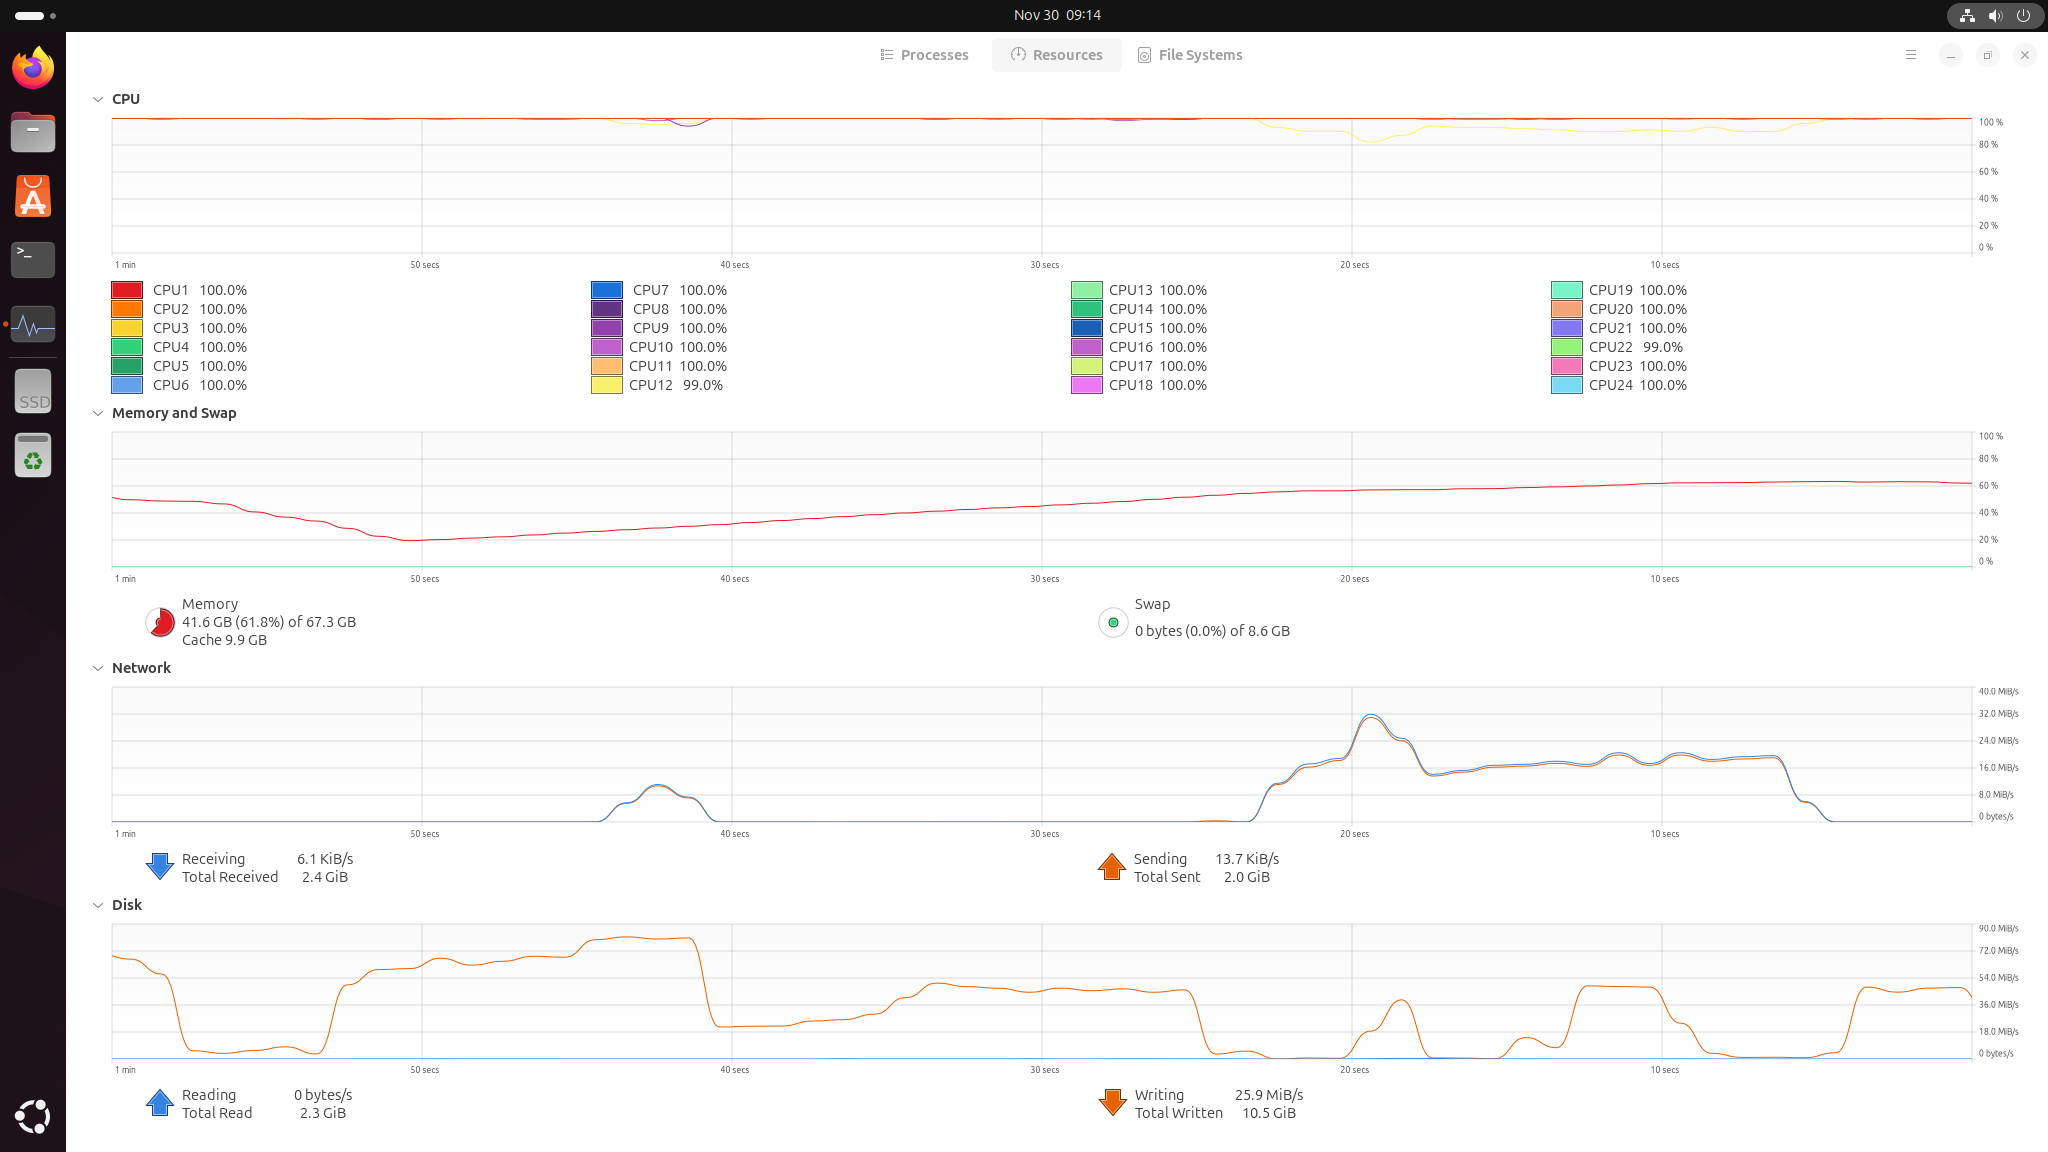 Nov 30 09:14
Processes
Resources
File Systems
CPU
100 %
80 %
60 %
40 %
20 %
0 %
1 min 50 secs 40 secs 30 secs 20 secs 10 secs
CPU1 100.0% CPU7 100.0% CPU13 100.0% CPU19 100.0%
CPU2 100.0% CPU8 100.0% CPU14 100.0% CPU20 100.0%
CPU3 100.0% CPU9 100.0% CPU15 100.0% CPU21 100.0%
CPU4 100.0% CPU10 100.0% CPU16 100.0% CPU22 99.0%
CPU5 100.0% CPU11 100.0% CPU17 100.0% CPU23 100.0%
CPU6 100.0% CPU12 99.0% CPU18 100.0% CPU24 100.0%
SSD
Memory and Swap
100 %
80 %
60 %
40 %
20 %
0 %
1 min 50 secs 40 secs 30 secs 20 secs 10 secs
Memory
41.6 GB (61.8%) of 67.3 GB
Cache 9.9 GB
Swap
0 bytes (0.0%) of 8.6 GB
Network
40.0 MiB/s
32.0 MiB/s
24.0 MiB/s
16.0 MiB/s
8.0 MiB/s
0 bytes/s
1 min 50 secs 40 secs 30 secs 20 secs 10 secs
Receiving 6.1 KiB/s
Total Received 2.4 GiB
Sending 13.7 KiB/s
Total Sent 2.0 GiB
Disk
90.0 MiB/s
72.0 MiB/s
54.0 MiB/s
36.0 MiB/s
18.0 MiB/s
0 bytes/s
1 min 50 secs 40 secs 30 secs 20 secs 10 secs
Reading 0 bytes/s
Total Read 2.3 GiB
Writing 25.9 MiB/s
Total Written 10.5 GiB